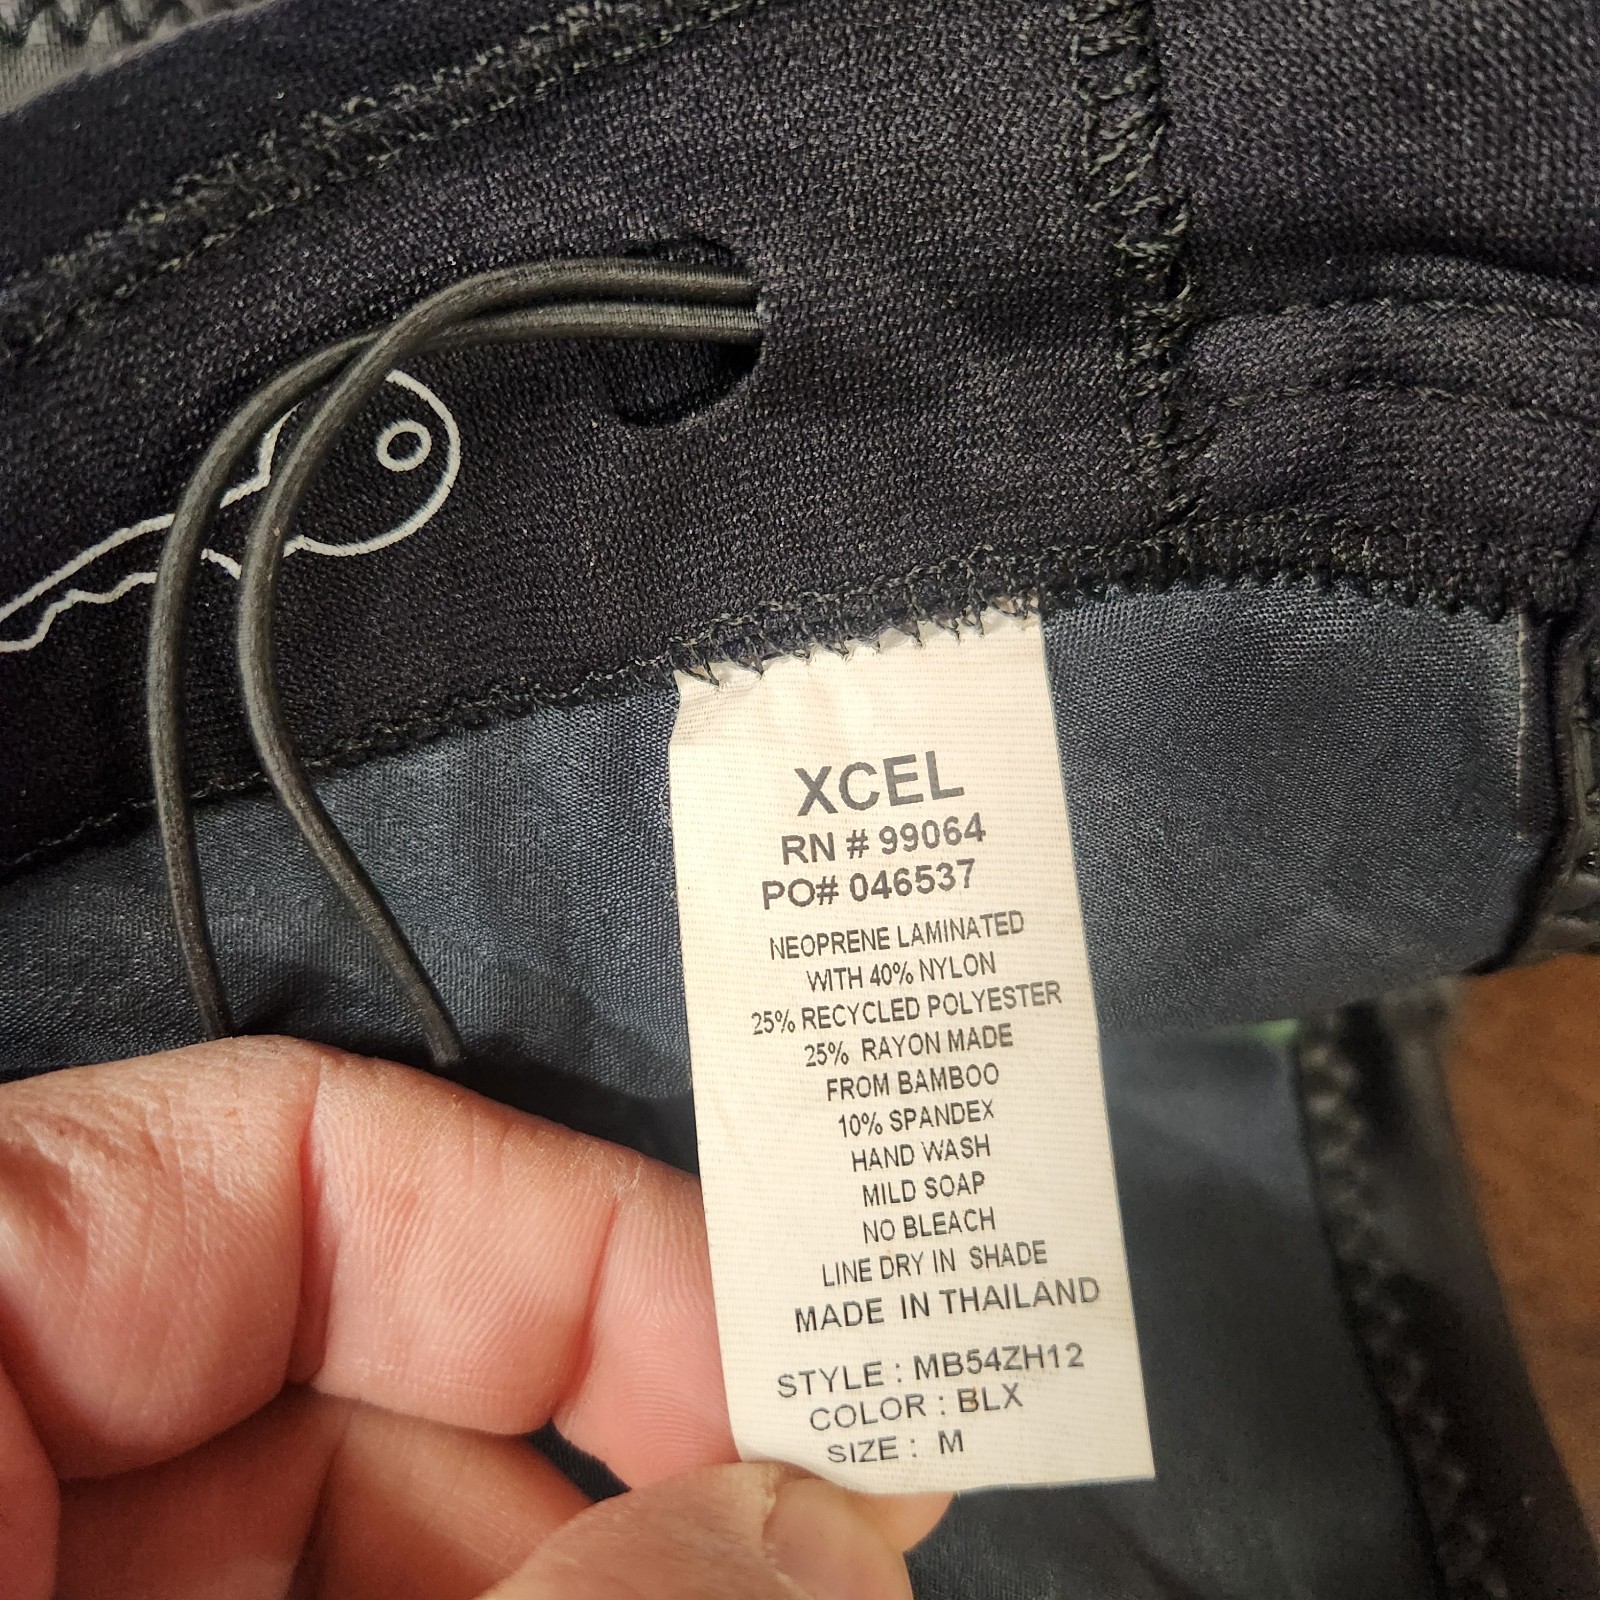 XCEL
RN # 99064
PO# 046537
NEOPRENE LAMINATED
WITH 40% NYLON
25% RECYCLED POLYESTER
25% RAYON MADE
FROM BAMBOO
10% SPANDEX
HAND WASH
MILD SOAP
NO BLEACH
LINE DRY IN SHADE
MADE IN THAILAND
STYLE : MB54ZH12
COLOR : BLX
SIZE : M